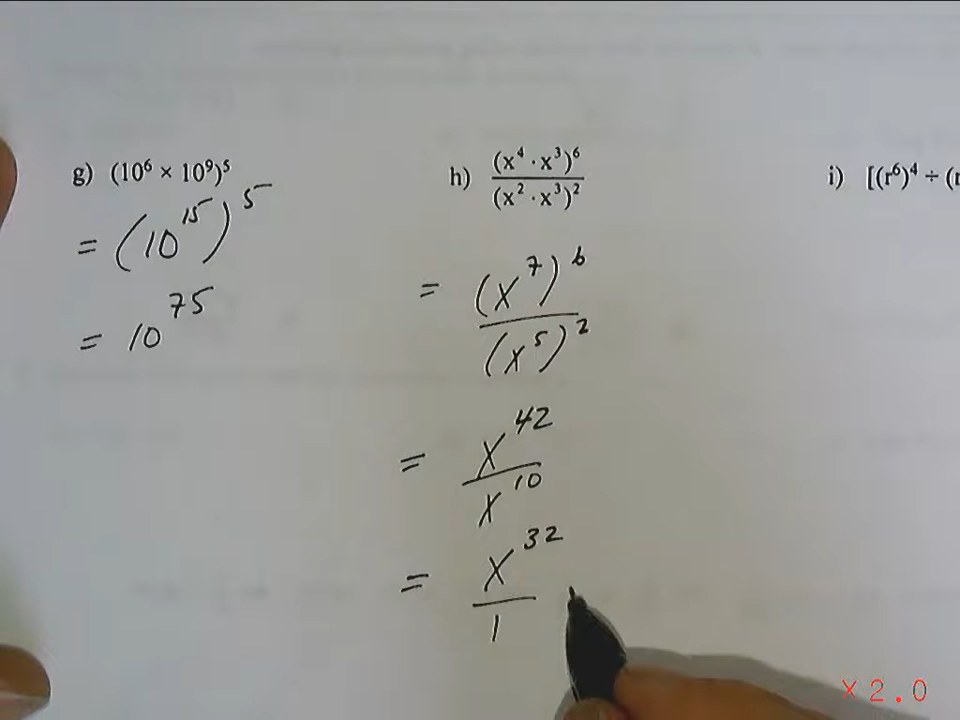 g) (10⁶ × 10⁹)⁵
= (10¹⁵)⁵
= 10⁷⁵
h) (x⁴ · x³)⁶
(x² · x³)²
= (x⁷)⁶
(x⁵)²
= x⁴²
x¹⁰
= x³²
1
i) [(r⁶)⁴ ÷ (r
×2.0